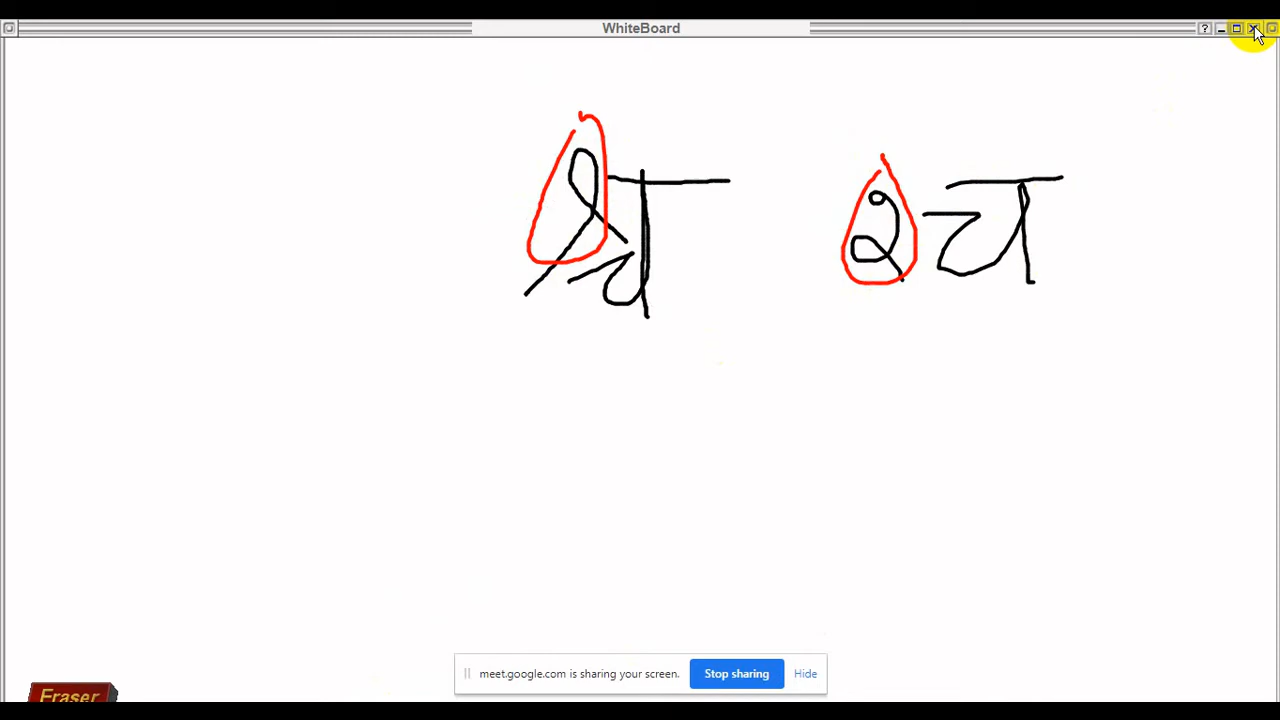 श्च श्च
WhiteBoard
meet.google.com is sharing your screen. Stop sharing Hide
Eraser